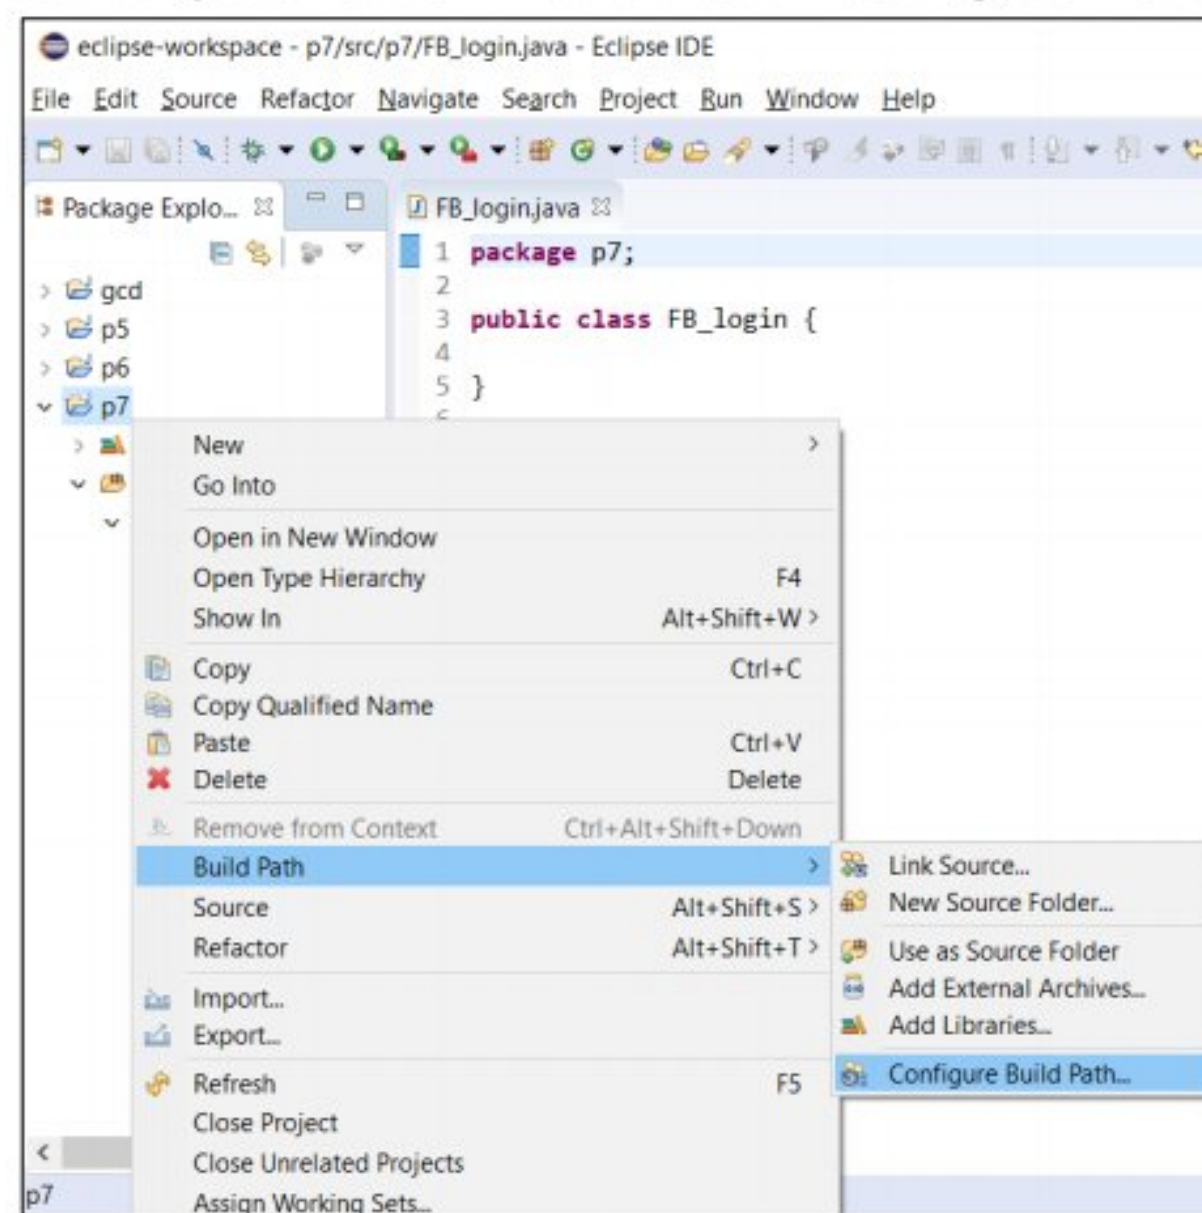 eclipse-workspace - p7/src/p7/FB_login.java - Eclipse IDE
File Edit Source Refactor Navigate Search Project Run Window Help
Package Explo...
FB_login.java
gcd
p5
p6
p7
1 package p7;
2
3 public class FB_login {
4
5 }
New
Go Into
Open in New Window
Open Type Hierarchy F4
Show In Alt+Shift+W >
Copy Ctrl+C
Copy Qualified Name
Paste Ctrl+V
Delete Delete
Remove from Context Ctrl+Alt+Shift+Down
Build Path
Source Alt+Shift+S >
Refactor Alt+Shift+T >
Import...
Export...
Refresh F5
Close Project
Close Unrelated Projects
Assign Working Sets...
Link Source...
New Source Folder...
Use as Source Folder
Add External Archives...
Add Libraries...
Configure Build Path...
p7